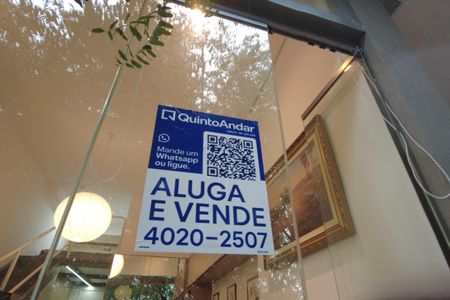 QuintoAndar
Mande um
Whatsapp
ou ligue.
ALUGA
E VENDE
4020-2507